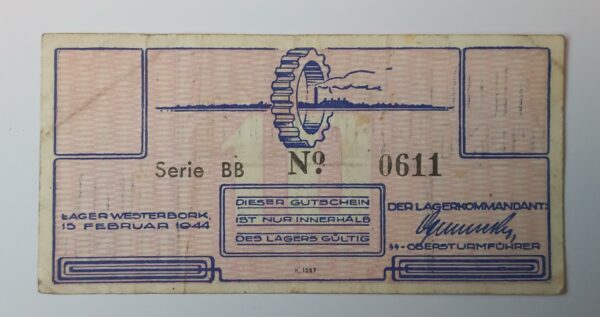 Serie BB No. 0611
LAGER WESTERBORK,
15 FEBRUAR 1944
DIESER GUTSCHEIN
IST NUR INNERHALB
DES LAGERS GÜLTIG
DER LAGERKOMMANDANT:
SS-OBERSTURMFÜHRER
K 1257